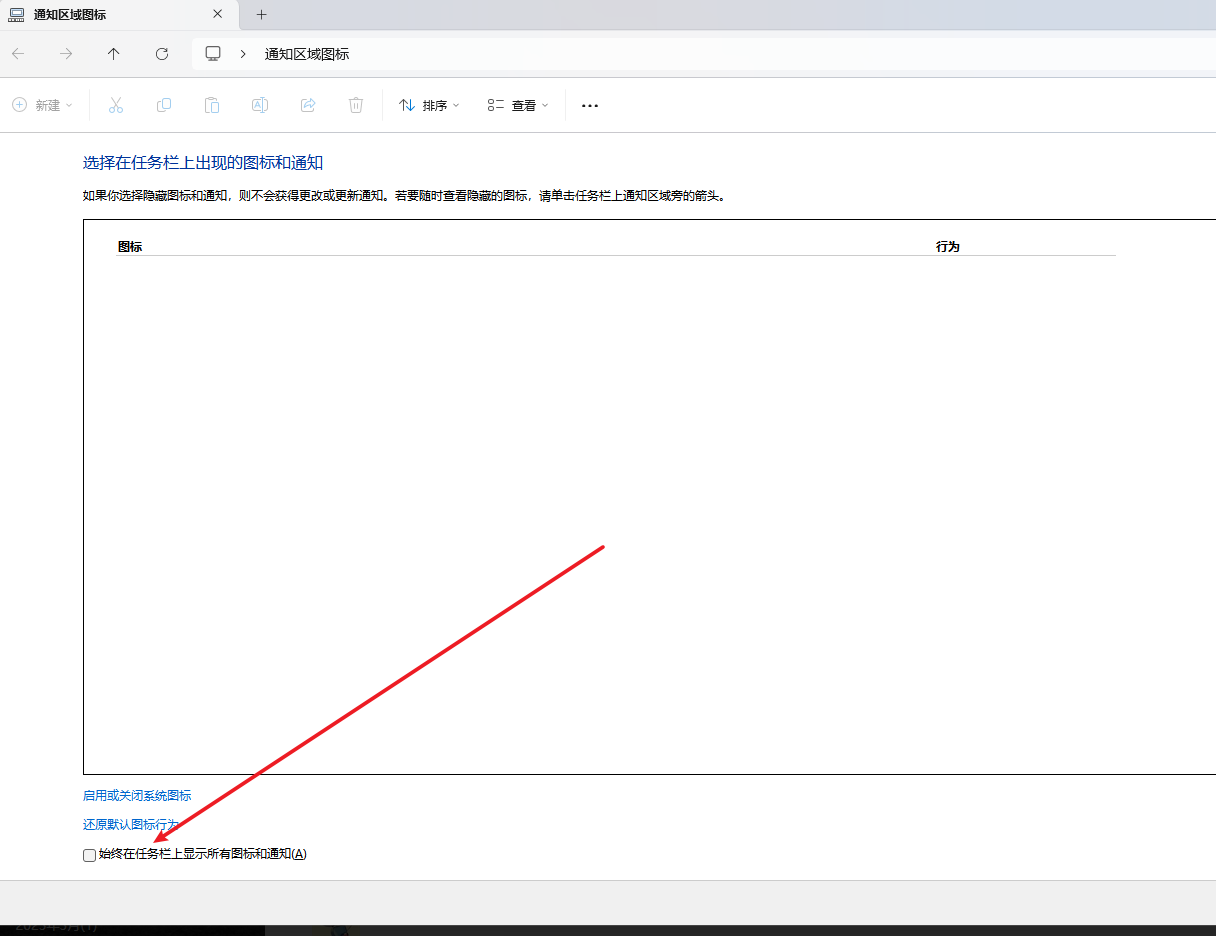 通知区域图标
通知区域图标
新建
排序
查看
选择在任务栏上出现的图标和通知
如果你选择隐藏图标和通知，则不会获得更改或更新通知。若要随时查看隐藏的图标，请单击任务栏上通知区域旁的箭头。
图标 行为
启用或关闭系统图标
还原默认图标行为
始终在任务栏上显示所有图标和通知(A)